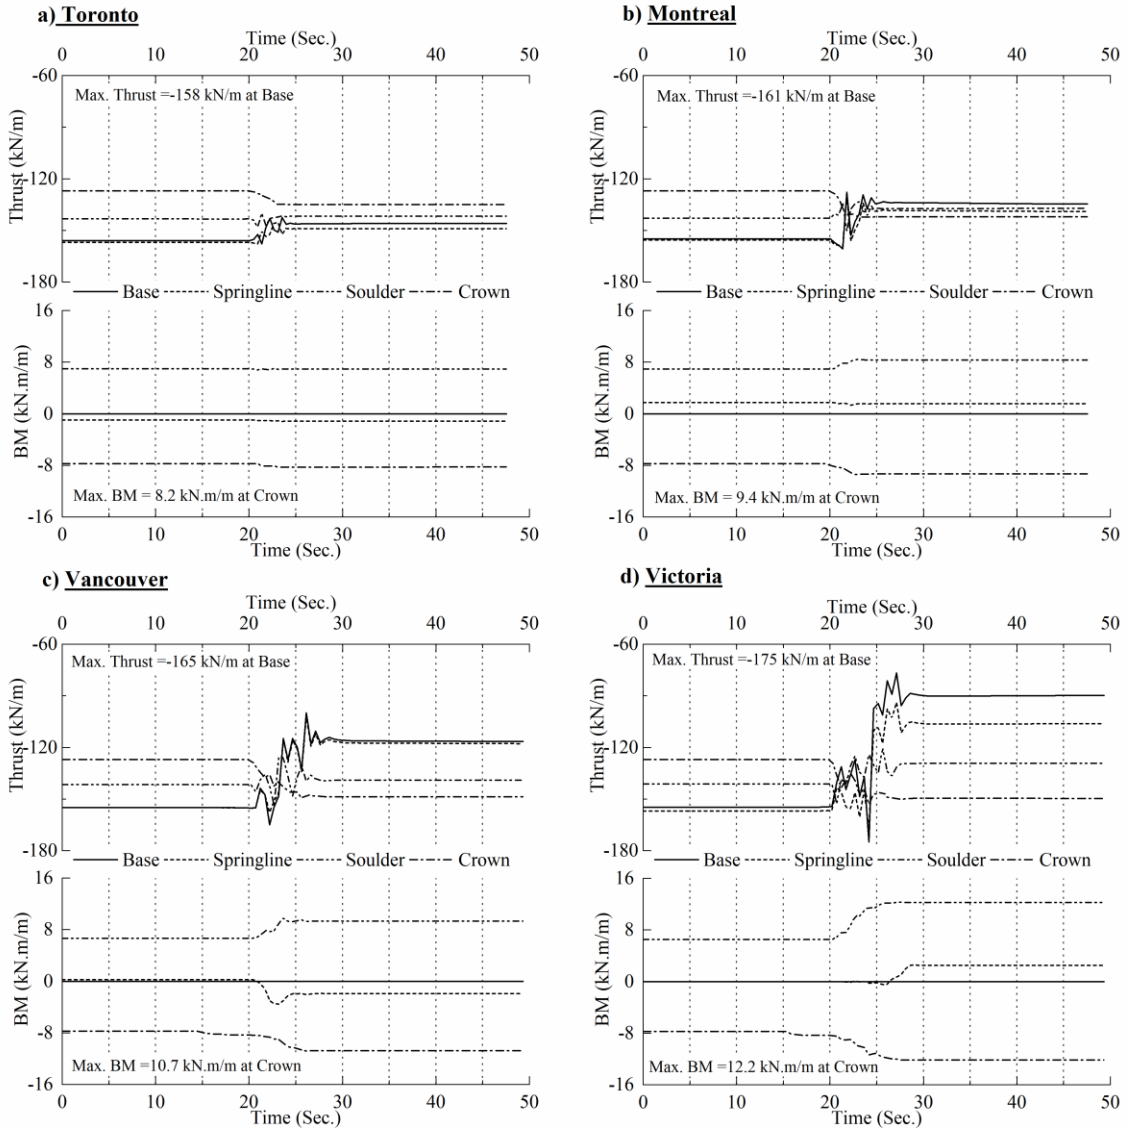 a) Toronto
Time (Sec.)
0 10 20 30 40 50
-60
-120
-180
Thrust (kN/m)
Max. Thrust =-158 kN/m at Base
Base Springline Soulder Crown
16
8
0
-8
-16
BM (kN.m/m)
Max. BM = 8.2 kN.m/m at Crown
0 10 20 30 40 50
Time (Sec.)
b) Montreal
Time (Sec.)
0 10 20 30 40 50
-60
-120
-180
Thrust (kN/m)
Max. Thrust =-161 kN/m at Base
Base Springline Soulder Crown
16
8
0
-8
-16
BM (kN.m/m)
Max. BM = 9.4 kN.m/m at Crown
0 10 20 30 40 50
Time (Sec.)
c) Vancouver
Time (Sec.)
0 10 20 30 40 50
-60
-120
-180
Thrust (kN/m)
Max. Thrust =-165 kN/m at Base
Base Springline Soulder Crown
16
8
0
-8
-16
BM (kN.m/m)
Max. BM =10.7 kN.m/m at Crown
0 10 20 30 40 50
Time (Sec.)
d) Victoria
Time (Sec.)
0 10 20 30 40 50
-60
-120
-180
Thrust (kN/m)
Max. Thrust =-175 kN/m at Base
Base Springline Soulder Crown
16
8
0
-8
-16
BM (kN.m/m)
Max. BM =12.2 kN.m/m at Crown
0 10 20 30 40 50
Time (Sec.)